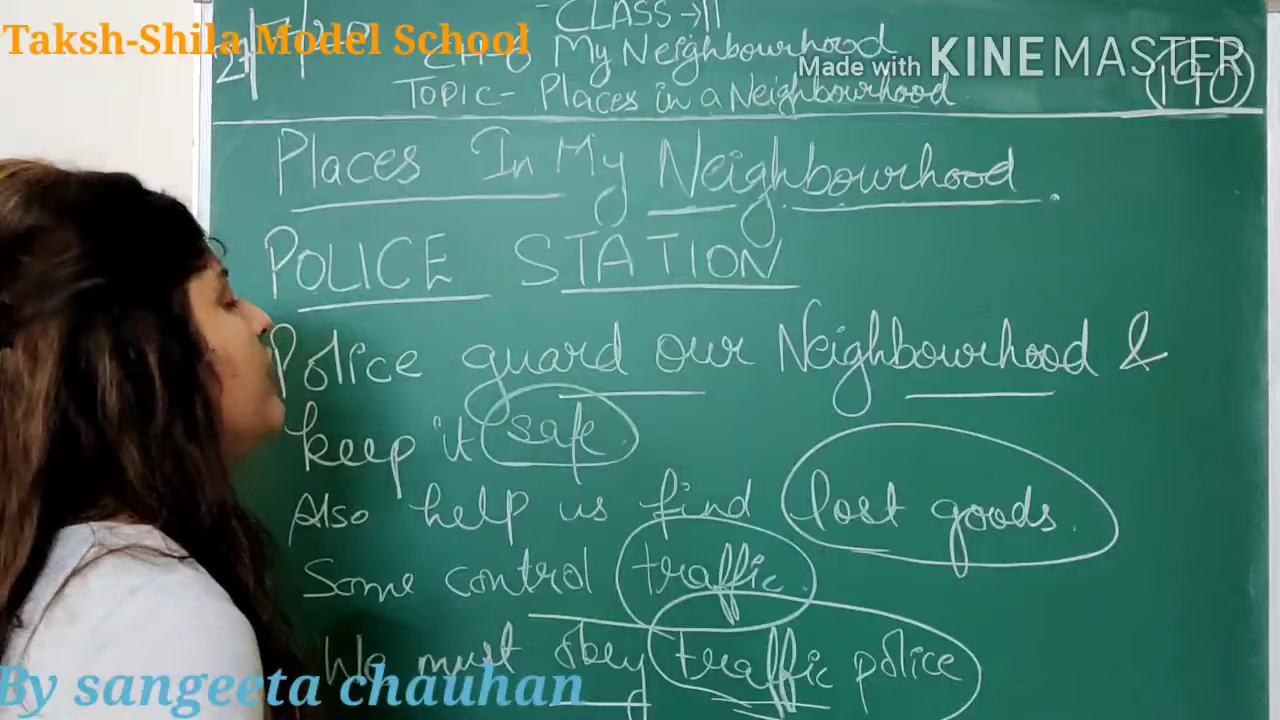 CLASS → II
Taksh-Shila Model School
My Neighbourhood
Made with KINEMASTER
TOPIC- Places in a Neighbourhood
190
Places In My Neighbourhood.
POLICE STATION
Police guard our Neighbourhood &
keep it safe.
Also help us find lost goods.
Some control traffic.
We must obey traffic police
By sangeeta chauhan